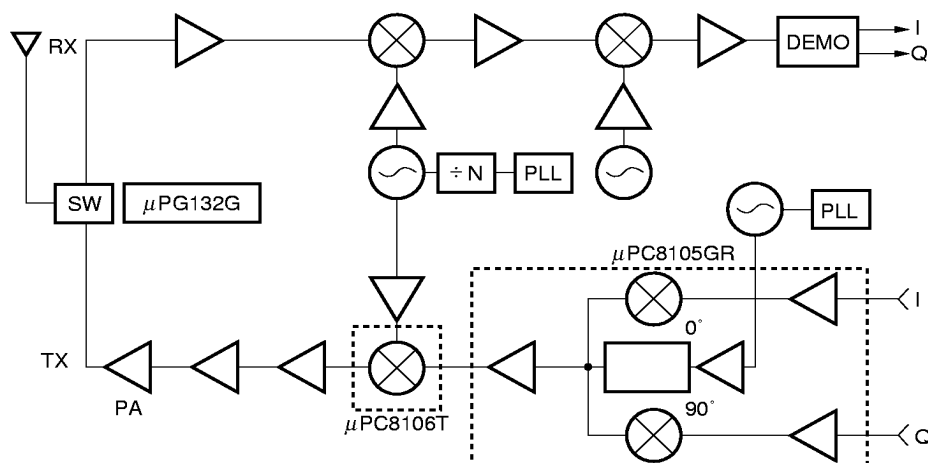 RX
DEMO
I
Q
÷ N
PLL
SW
μPG132G
PLL
μPC8105GR
I
0°
TX
PA
90°
μPC8106T
Q